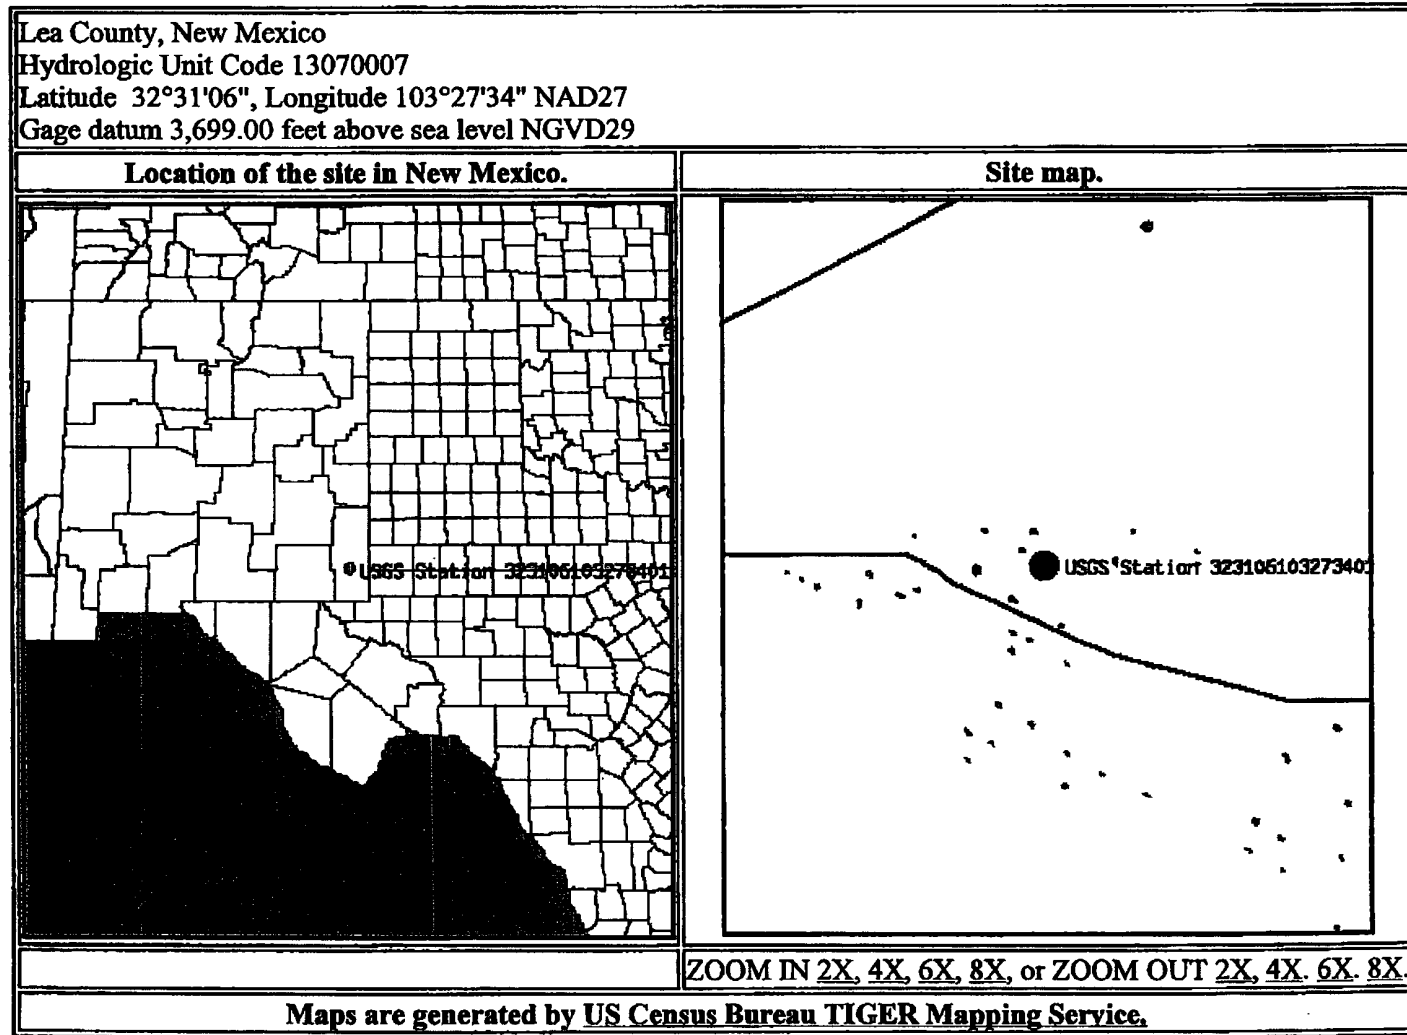 Lea County, New Mexico
Hydrologic Unit Code 13070007
Latitude 32°31'06", Longitude 103°27'34" NAD27
Gage datum 3,699.00 feet above sea level NGVD29
Location of the site in New Mexico.
Site map.
USGS Station 323106103273401
USGS Station 323106103273401
ZOOM IN 2X, 4X, 6X, 8X, or ZOOM OUT 2X, 4X. 6X. 8X.
Maps are generated by US Census Bureau TIGER Mapping Service.